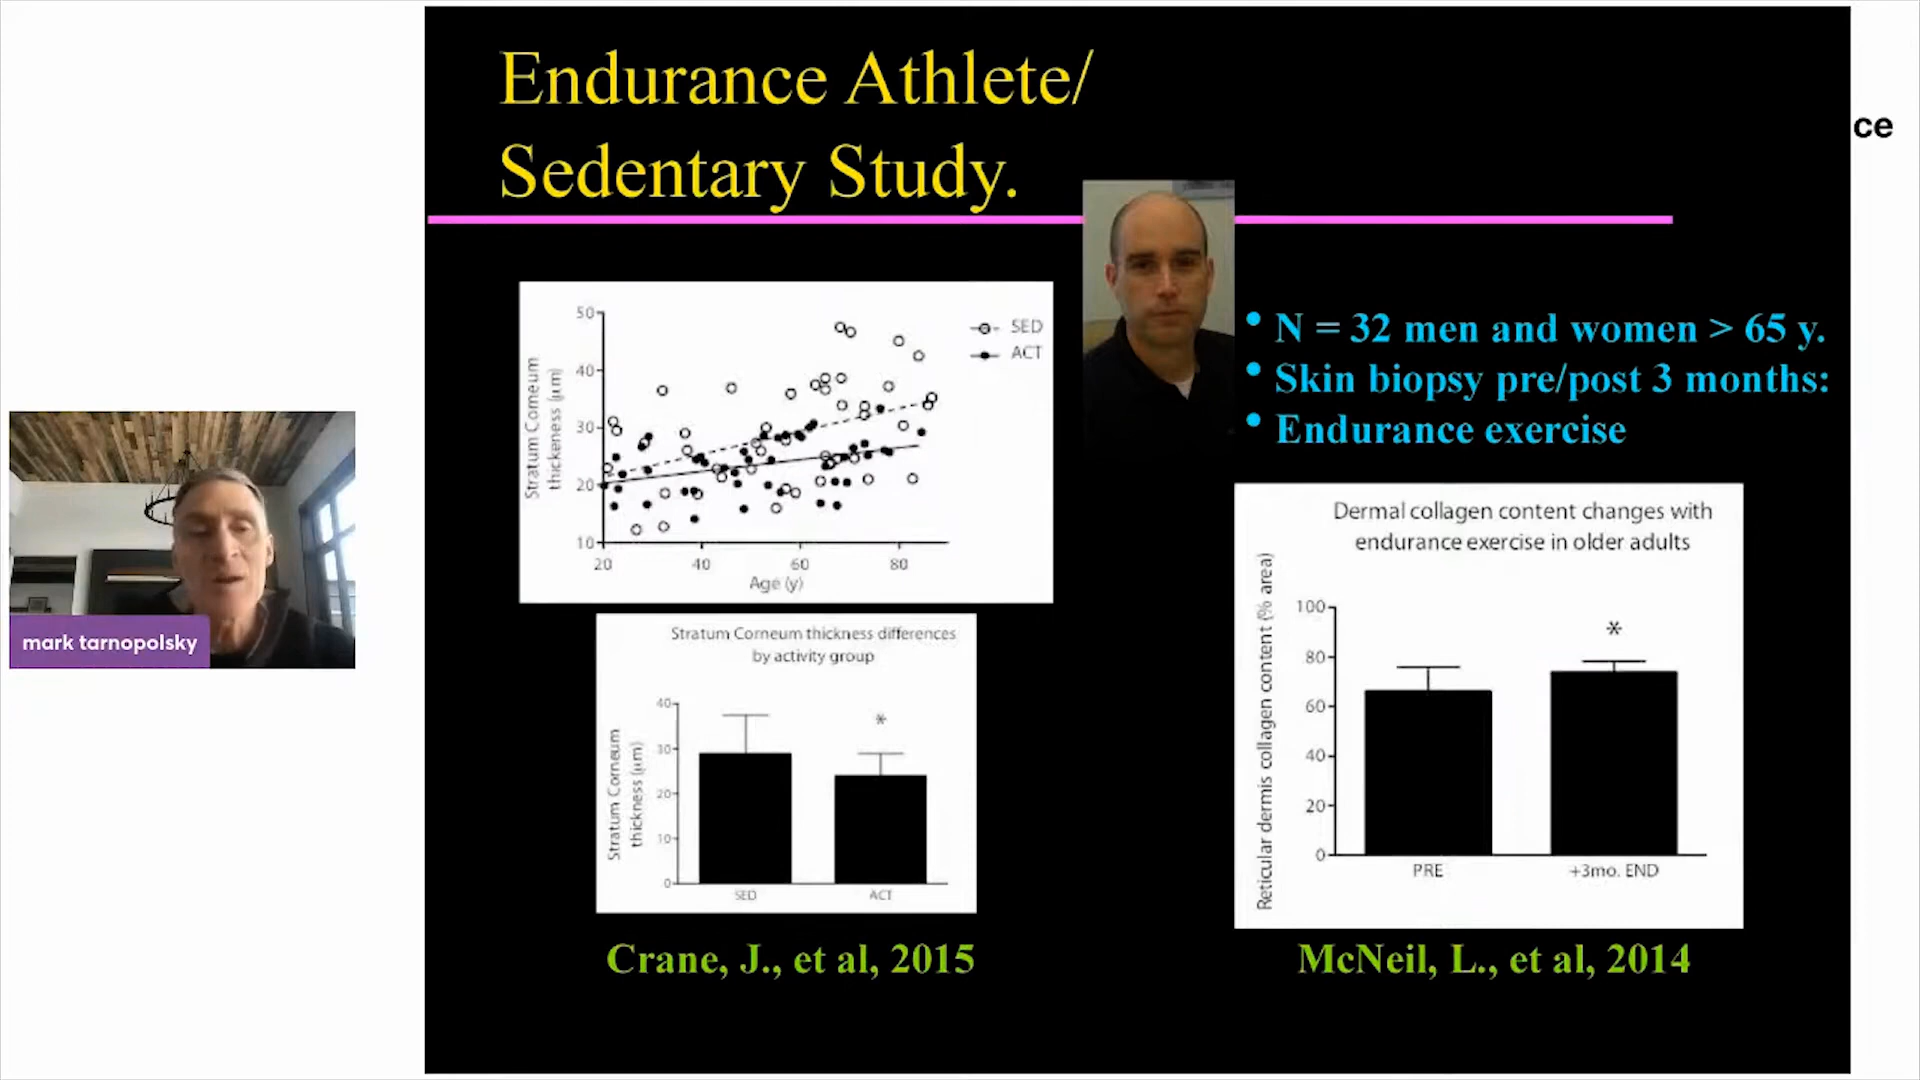 Endurance Athlete/
Sedentary Study.
ce
50
40
30
20
10
20 40 60 80
Age (y)
Stratum Corneum
thickeness (µm)
SED
ACT
• N = 32 men and women > 65 y.
• Skin biopsy pre/post 3 months:
• Endurance exercise
mark tarnopolsky
Stratum Corneum thickness differences
by activity group
Stratum Corneum
thickness (µm)
40
30
20
10
0
SED ACT
*
Dermal collagen content changes with
endurance exercise in older adults
Reticular dermis collagen content (% area)
100
80
60
40
20
0
PRE +3mo. END
*
Crane, J., et al, 2015
McNeil, L., et al, 2014